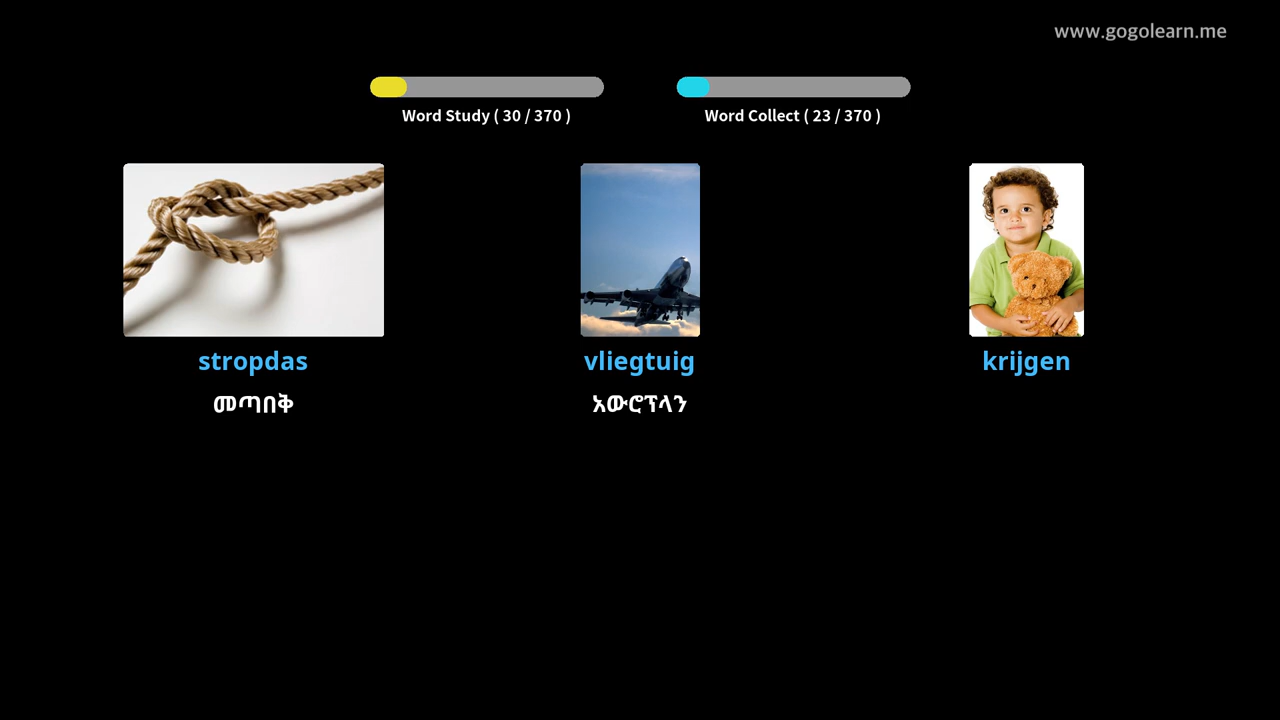 www.gogolearn.me
Word Study ( 30 / 370 )
Word Collect ( 23 / 370 )
stropdas
vliegtuig
krijgen
መጣበቅ
አውሮፕላን